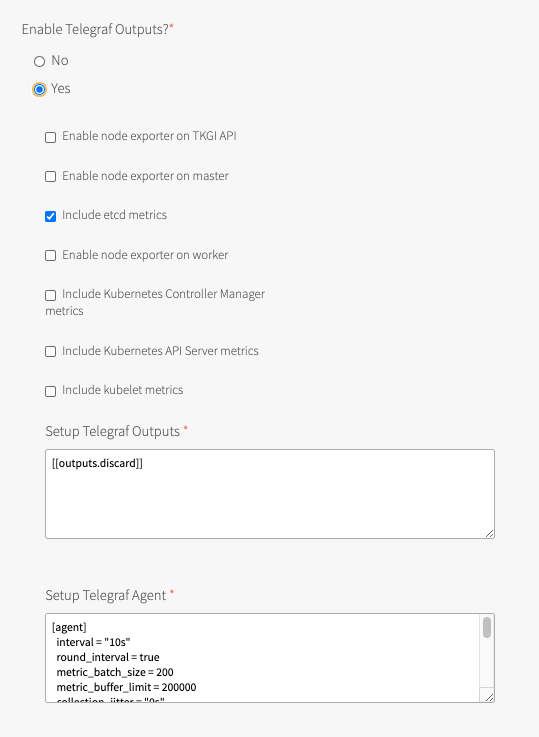 Enable Telegraf Outputs?*
No
Yes
Enable node exporter on TKGI API
Enable node exporter on master
Include etcd metrics
Enable node exporter on worker
Include Kubernetes Controller Manager
metrics
Include Kubernetes API Server metrics
Include kubelet metrics
Setup Telegraf Outputs *
[[outputs.discard]]
Setup Telegraf Agent *
[agent]
interval = "10s"
round_interval = true
metric_batch_size = 200
metric_buffer_limit = 200000
collection_jitter = "0s"